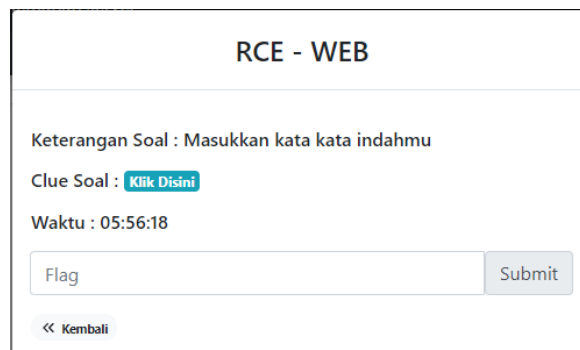 RCE - WEB
Keterangan Soal : Masukkan kata kata indahmu
Clue Soal : Klik Disini
Waktu : 05:56:18
Flag Submit
« Kembali